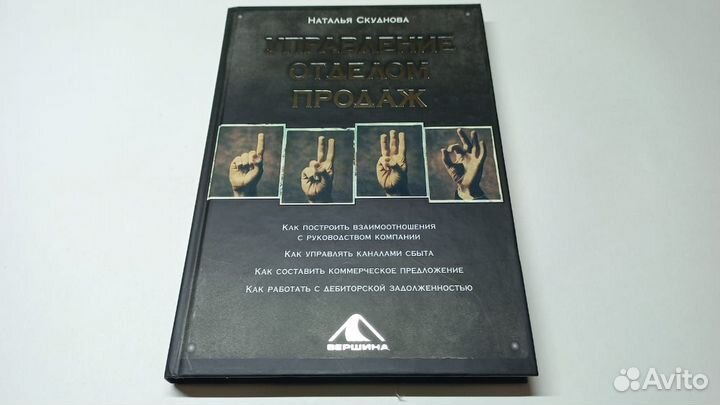 Наталья Скуднова
УПРАВЛЕНИЕ
ОТДЕЛОМ
ПРОДАЖ
Как построить взаимоотношения
с руководством компании
Как управлять каналами сбыта
Как составить коммерческое предложение
Как работать с дебиторской задолженностью
ВЕРШИНА
Avito